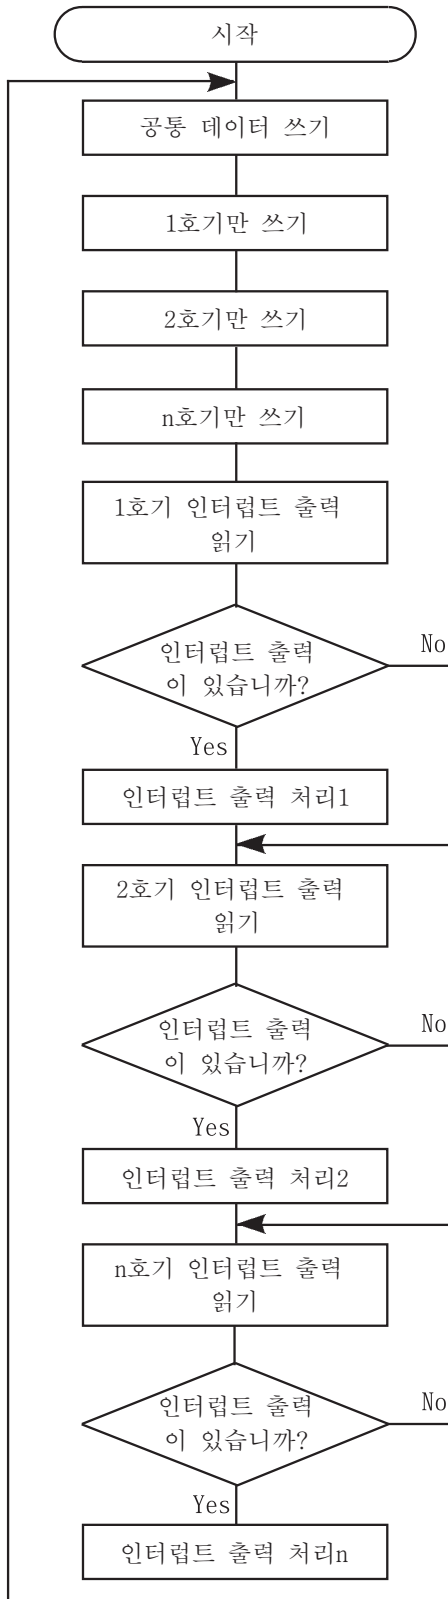 시작
공통 데이터 쓰기
1호기만 쓰기
2호기만 쓰기
n호기만 쓰기
1호기 인터럽트 출력
읽기
인터럽트 출력
이 있습니까?
No
Yes
인터럽트 출력 처리1
2호기 인터럽트 출력
읽기
인터럽트 출력
이 있습니까?
No
Yes
인터럽트 출력 처리2
n호기 인터럽트 출력
읽기
인터럽트 출력
이 있습니까?
No
Yes
인터럽트 출력 처리n